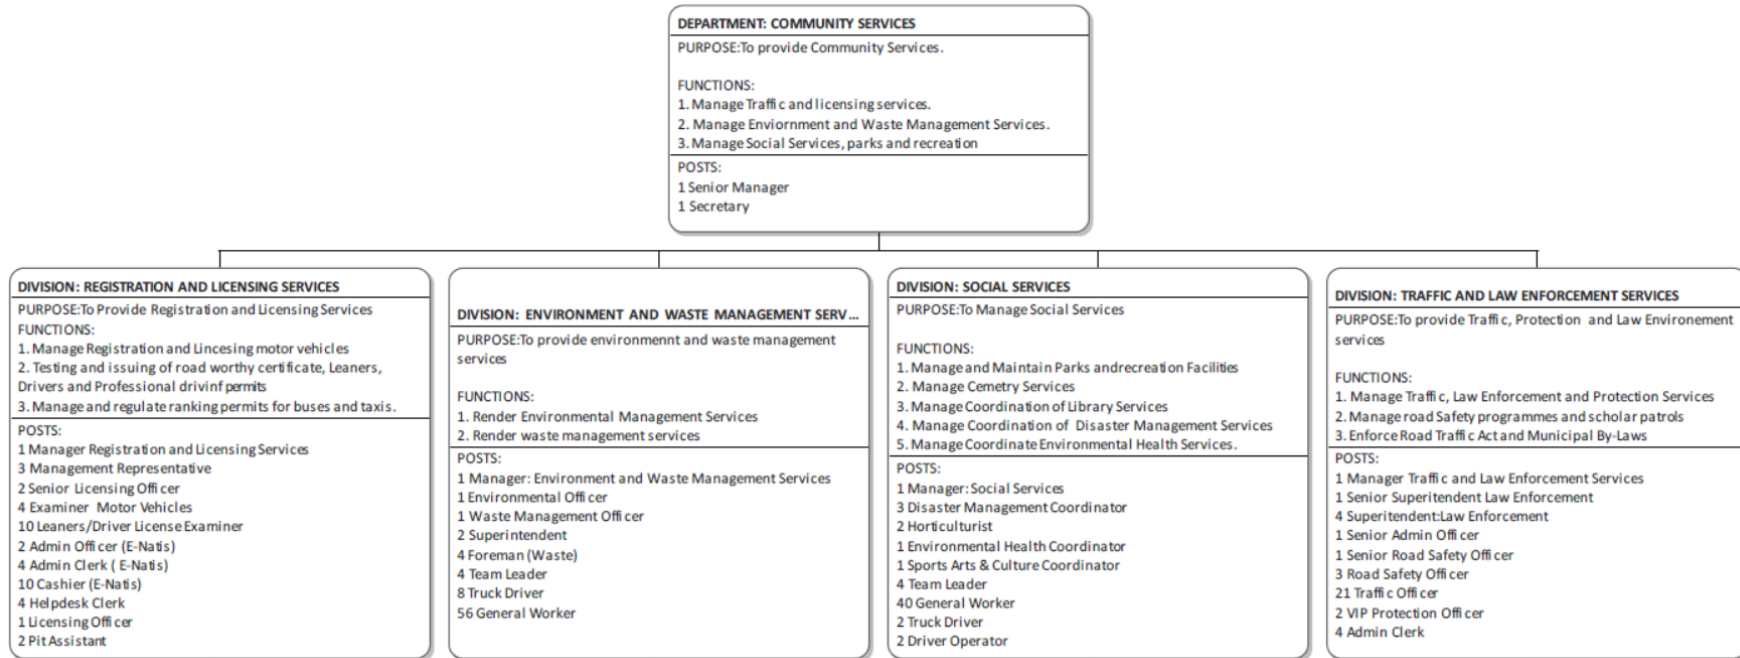 DEPARTMENT: COMMUNITY SERVICES
PURPOSE:To provide Community Services.
FUNCTIONS:
1. Manage Traffic and licensing services.
2. Manage Enviornment and Waste Management Services.
3. Manage Social Services, parks and recreation
POSTS:
1 Senior Manager
1 Secretary
DIVISION: REGISTRATION AND LICENSING SERVICES
PURPOSE:To Provide Registration and Licensing Services
FUNCTIONS:
1. Manage Registration and Lincesing motor vehicles
2. Testing and issuing of road worthy certificate, Leaners,
Drivers and Professional drivinf permits
3. Manage and regulate ranking permits for buses and taxis.
POSTS:
1 Manager Registration and Licensing Services
3 Management Representative
2 Senior Licensing Officer
4 Examiner Motor Vehicles
10 Leaners/Driver License Examiner
2 Admin Officer (E-Natis)
4 Admin Clerk ( E-Natis)
10 Cashier (E-Natis)
4 Helpdesk Clerk
1 Licensing Officer
2 Pit Assistant
DIVISION: ENVIRONMENT AND WASTE MANAGEMENT SERV...
PURPOSE:To provide environmennt and waste management
services
FUNCTIONS:
1. Render Environmental Management Services
2. Render waste management services
POSTS:
1 Manager: Environment and Waste Management Services
1 Environmental Officer
1 Waste Management Officer
2 Superintendent
4 Foreman (Waste)
4 Team Leader
8 Truck Driver
56 General Worker
DIVISION: SOCIAL SERVICES
PURPOSE:To Manage Social Services
FUNCTIONS:
1. Manage and Maintain Parks andrecreation Facilities
2. Manage Cemetry Services
3. Manage Coordination of Library Services
4. Manage Coordination of Disaster Management Services
5. Manage Coordinate Environmental Health Services.
POSTS:
1 Manager: Social Services
3 Disaster Management Coordinator
2 Horticulturist
1 Environmental Health Coordinator
1 Sports Arts & Culture Coordinator
4 Team Leader
40 General Worker
2 Truck Driver
2 Driver Operator
DIVISION: TRAFFIC AND LAW ENFORCEMENT SERVICES
PURPOSE:To provide Traffic, Protection and Law Environement
services
FUNCTIONS:
1. Manage Traffic, Law Enforcement and Protection Services
2. Manage road Safety programmes and scholar patrols
3. Enforce Road Traffic Act and Municipal By-Laws
POSTS:
1 Manager Traffic and Law Enforcement Services
1 Senior Superitendent Law Enforcement
4 Superitendent:Law Enforcement
1 Senior Admin Officer
1 Senior Road Safety Officer
3 Road Safety Officer
21 Traffic Officer
2 VIP Protection Officer
4 Admin Clerk